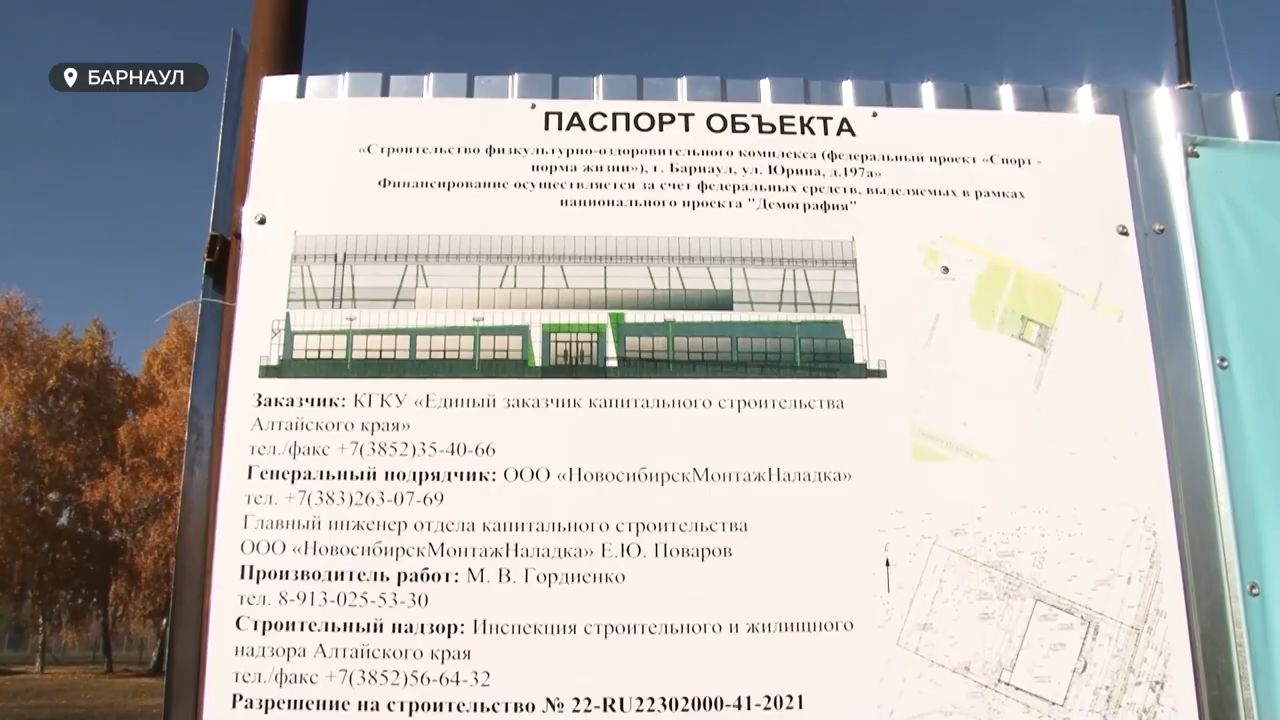 БАРНАУЛ
ПАСПОРТ ОБЪЕКТА
«Строительство физкультурно-оздоровительного комплекса (федеральный проект «Спорт -
норма жизни»), г. Барнаул, ул. Юрина, д.197а»
Финансирование осуществляется за счет федеральных средств, выделяемых в рамках
национального проекта "Демография"
Заказчик: КГКУ «Единый заказчик капитального строительства
Алтайского края»
тел./факс +7(3852)35-40-66
Генеральный подрядчик: ООО «НовосибирскМонтажНаладка»
тел. +7(383)263-07-69
Главный инженер отдела капитального строительства
ООО «НовосибирскМонтажНаладка» Е.Ю. Поваров
Производитель работ: М. В. Гордиенко
тел. 8-913-025-53-30
Строительный надзор: Инспекция строительного и жилищного
надзора Алтайского края
тел./факс +7(3852)56-64-32
Разрешение на строительство № 22-RU22302000-41-2021